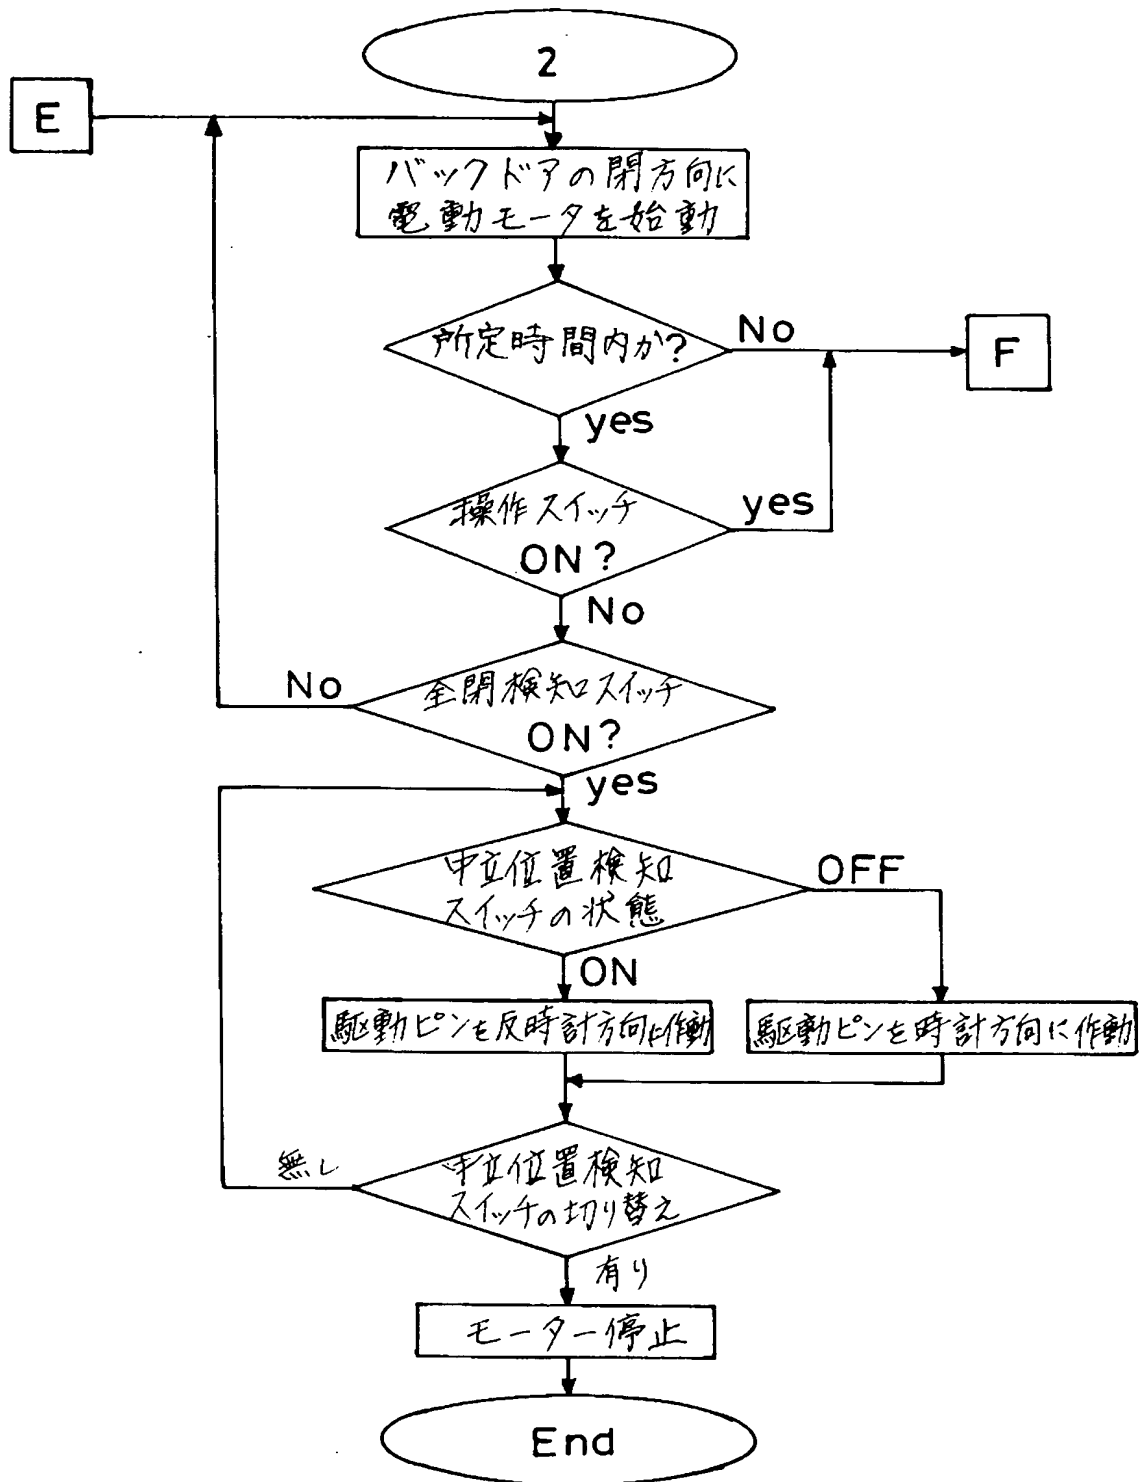 2
E
バックドアの閉方向に
電動モータを始動
所定時間内か?
No
F
yes
操作スイッチ
ON?
yes
No
全閉検知スイッチ
ON?
No
yes
中立位置検知
スイッチの状態
OFF
ON
駆動ピンを反時計方向に作動
駆動ピンを時計方向に作動
中立位置検知
スイッチの切り替え
無し
有り
モーター停止
End